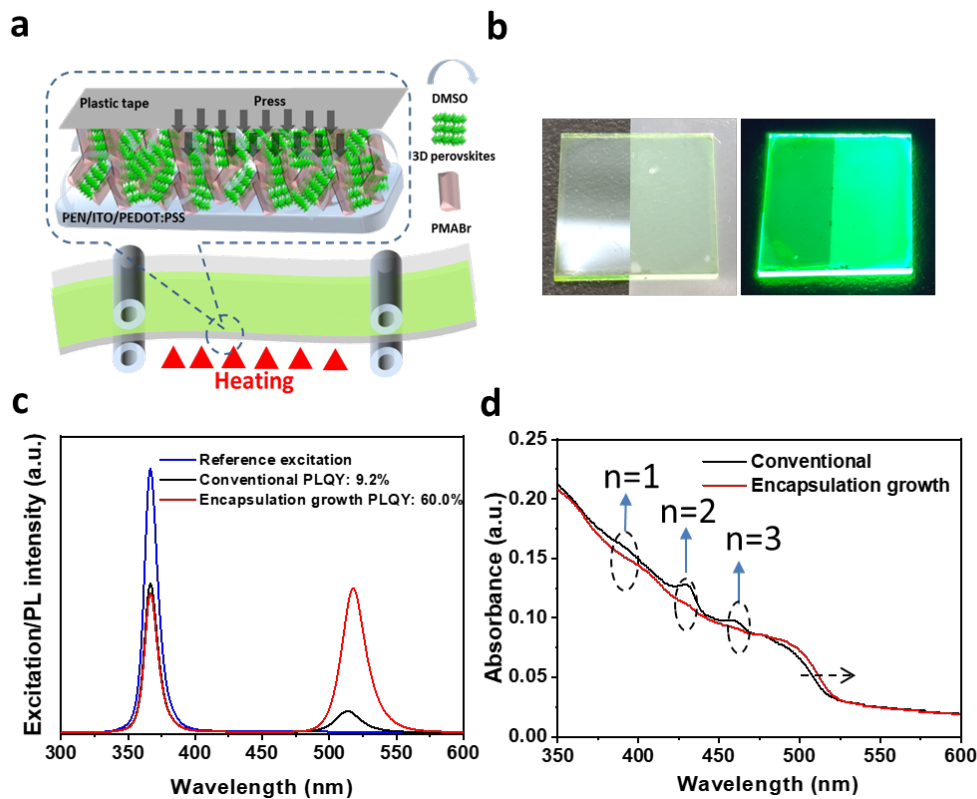 a
Plastic tape
Press
DMSO
3D perovskites
PMABr
PEN/ITO/PEDOT:PSS
Heating
b
c
Excitation/PL intensity (a.u.)
Reference excitation
Conventional PLQY: 9.2%
Encapsulation growth PLQY: 60.0%
300 350 400 450 500 550 600
Wavelength (nm)
d
Absorbance (a.u.)
0.25
0.20
0.15
0.10
0.05
0.00
Conventional
Encapsulation growth
n=1
n=2
n=3
350 400 450 500 550 600
Wavelength (nm)